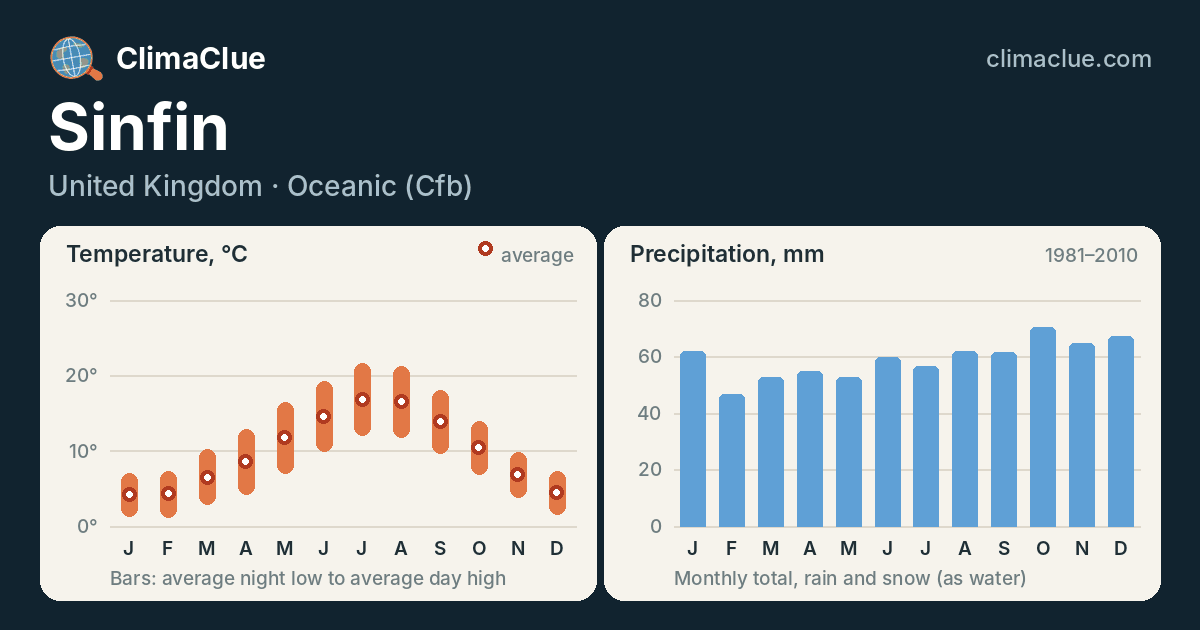 ClimaClue
climaclue.com
Sinfin
United Kingdom · Oceanic (Cfb)
Temperature, °C
average
30°
20°
10°
0°
J F M A M J J A S O N D
Bars: average night low to average day high
Precipitation, mm
1981–2010
80
60
40
20
0
J F M A M J J A S O N D
Monthly total, rain and snow (as water)